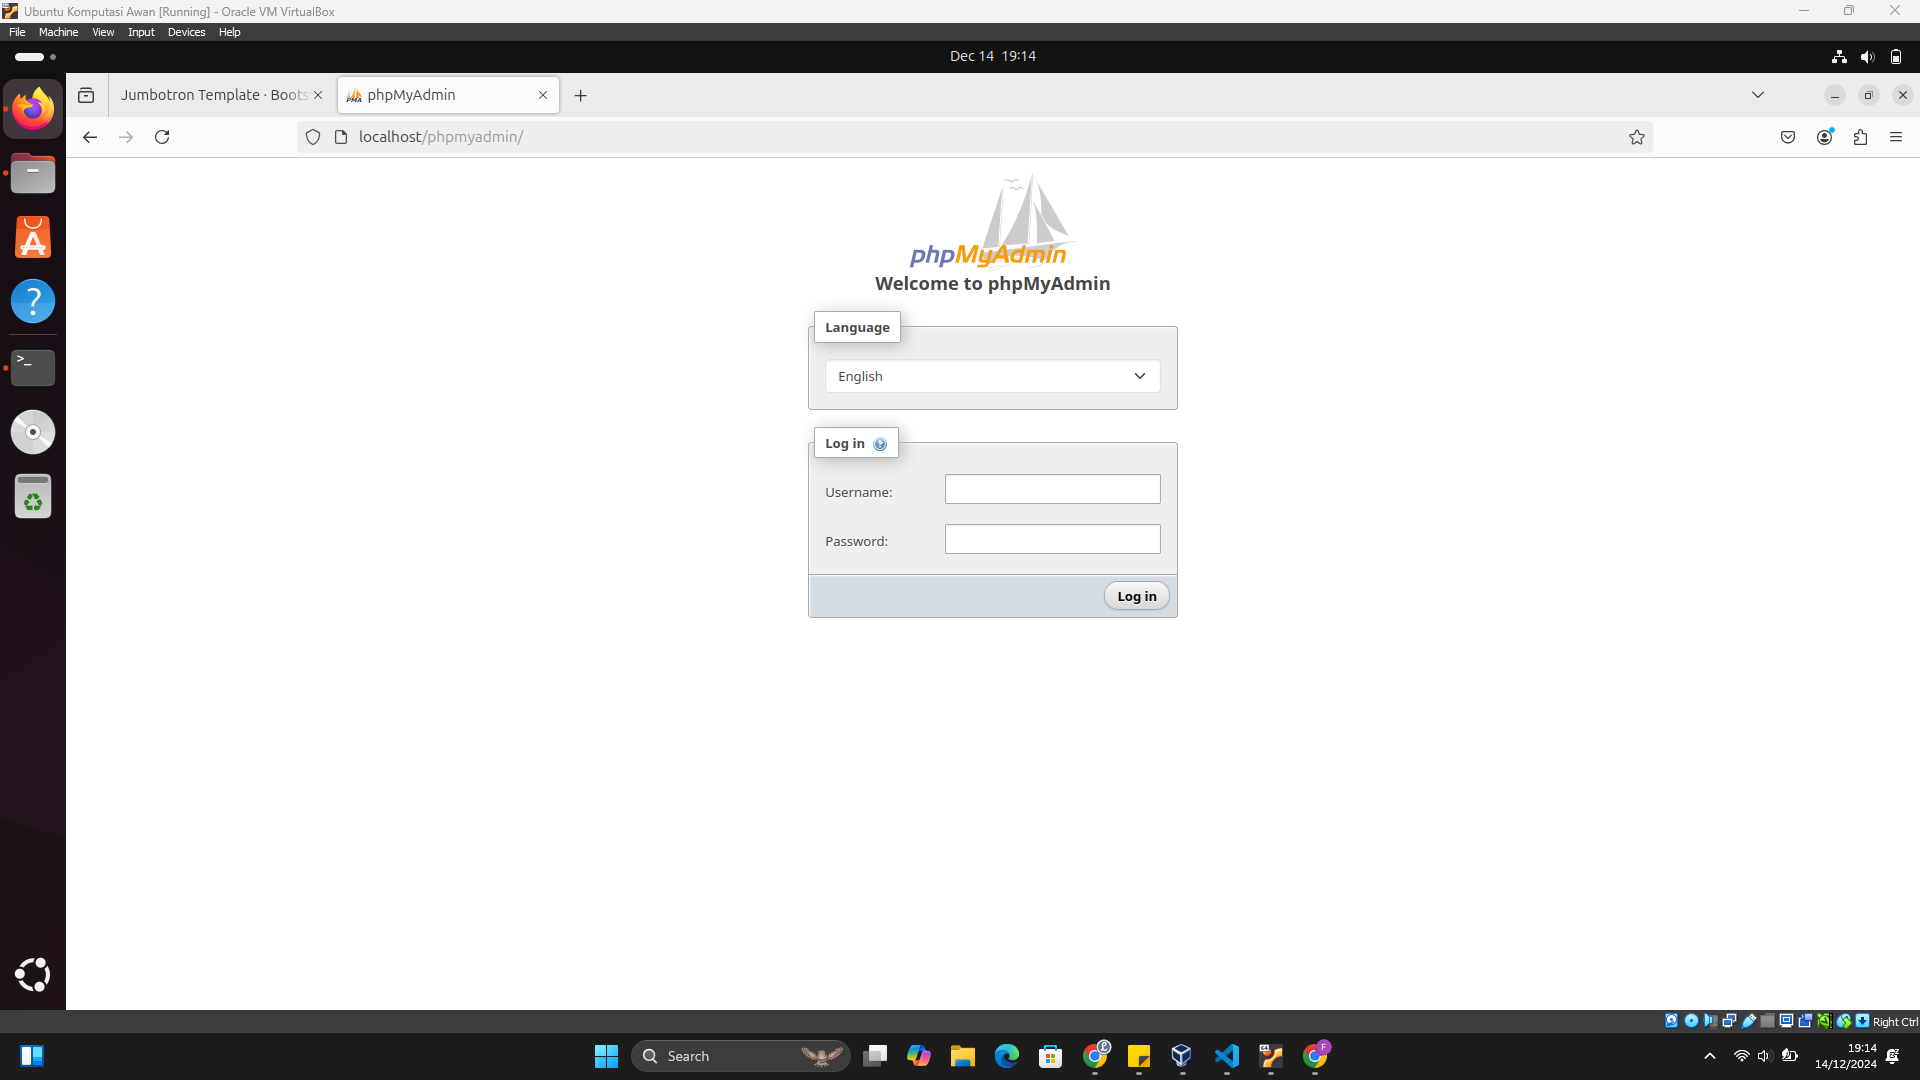 Ubuntu Komputasi Awan [Running] - Oracle VM VirtualBox
File Machine View Input Devices Help
Dec 14 19:14
Jumbotron Template · Boots
phpMyAdmin
localhost/phpmyadmin/
phpMyAdmin
Welcome to phpMyAdmin
Language
English
Log in
Username:
Password:
Log in
Right Ctrl
Search
19:14
14/12/2024